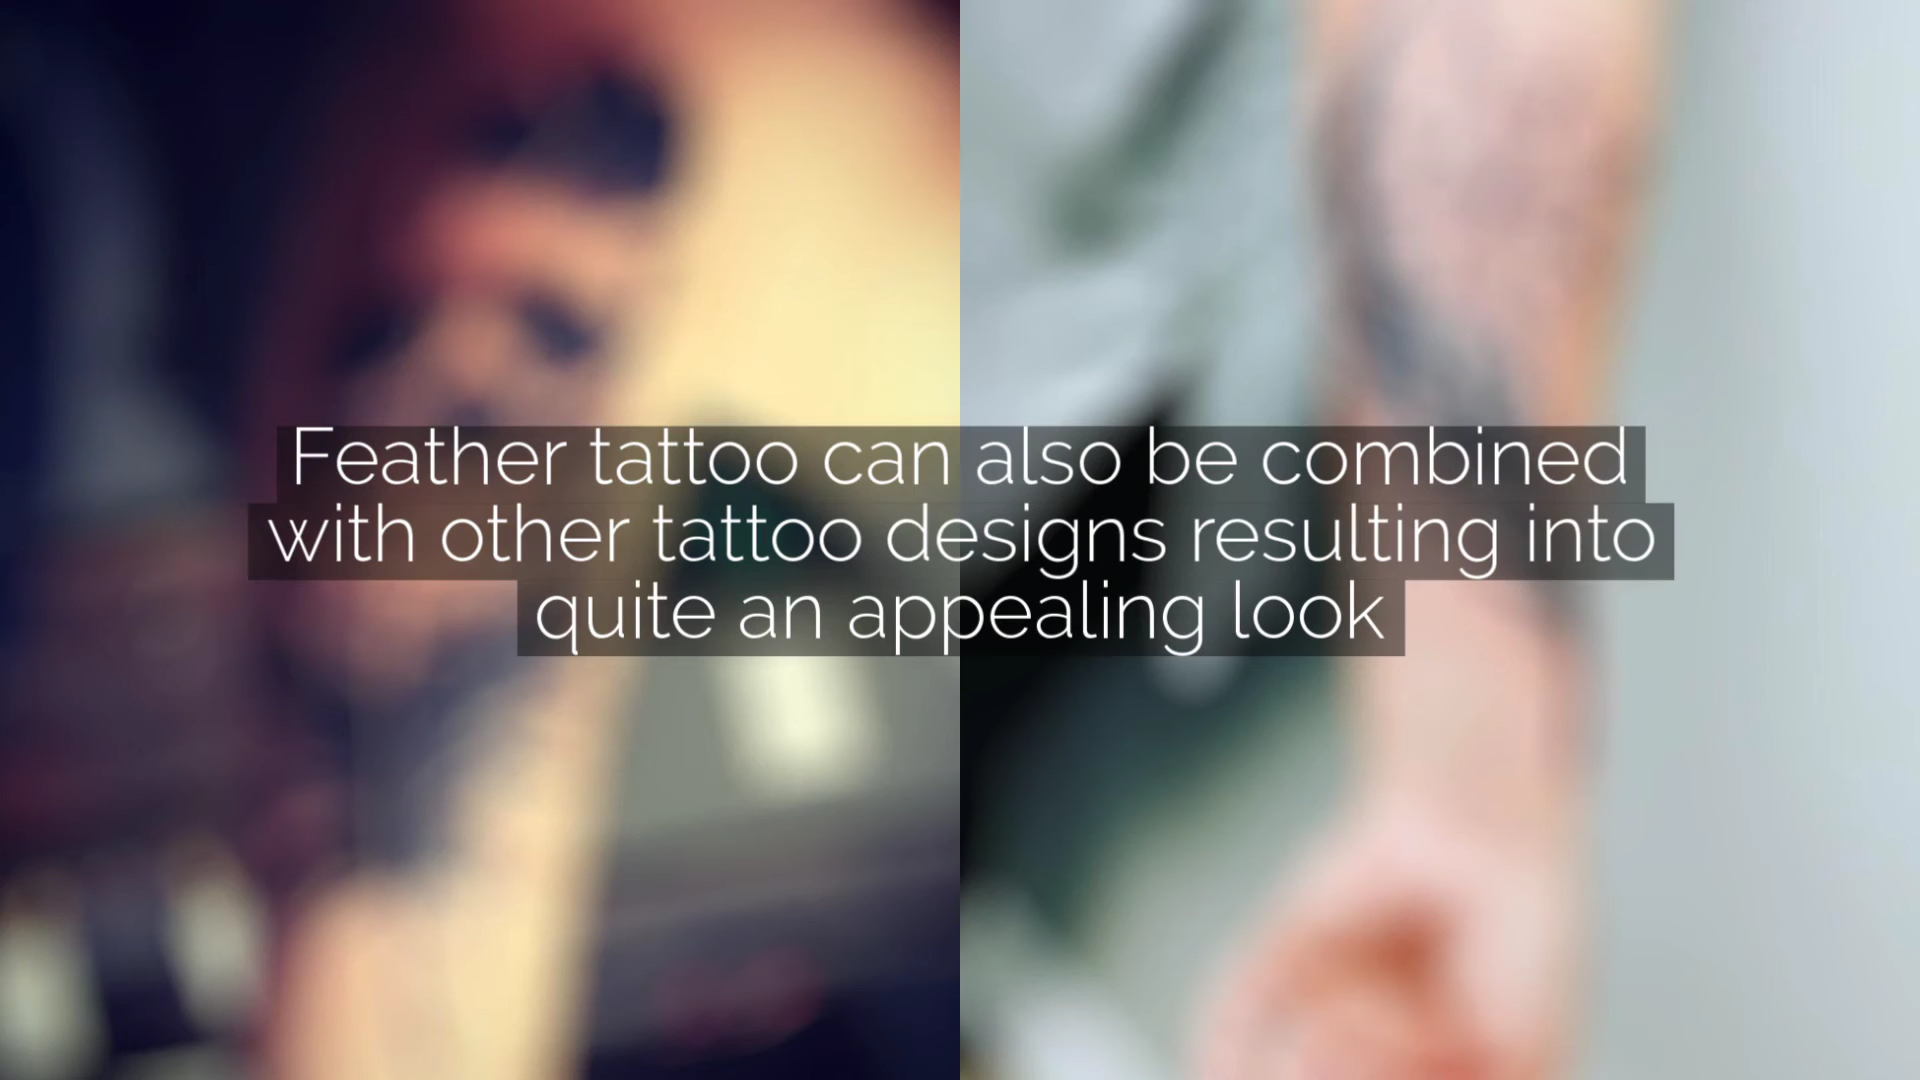 Feather tattoo can also be combined
with other tattoo designs resulting into
quite an appealing look